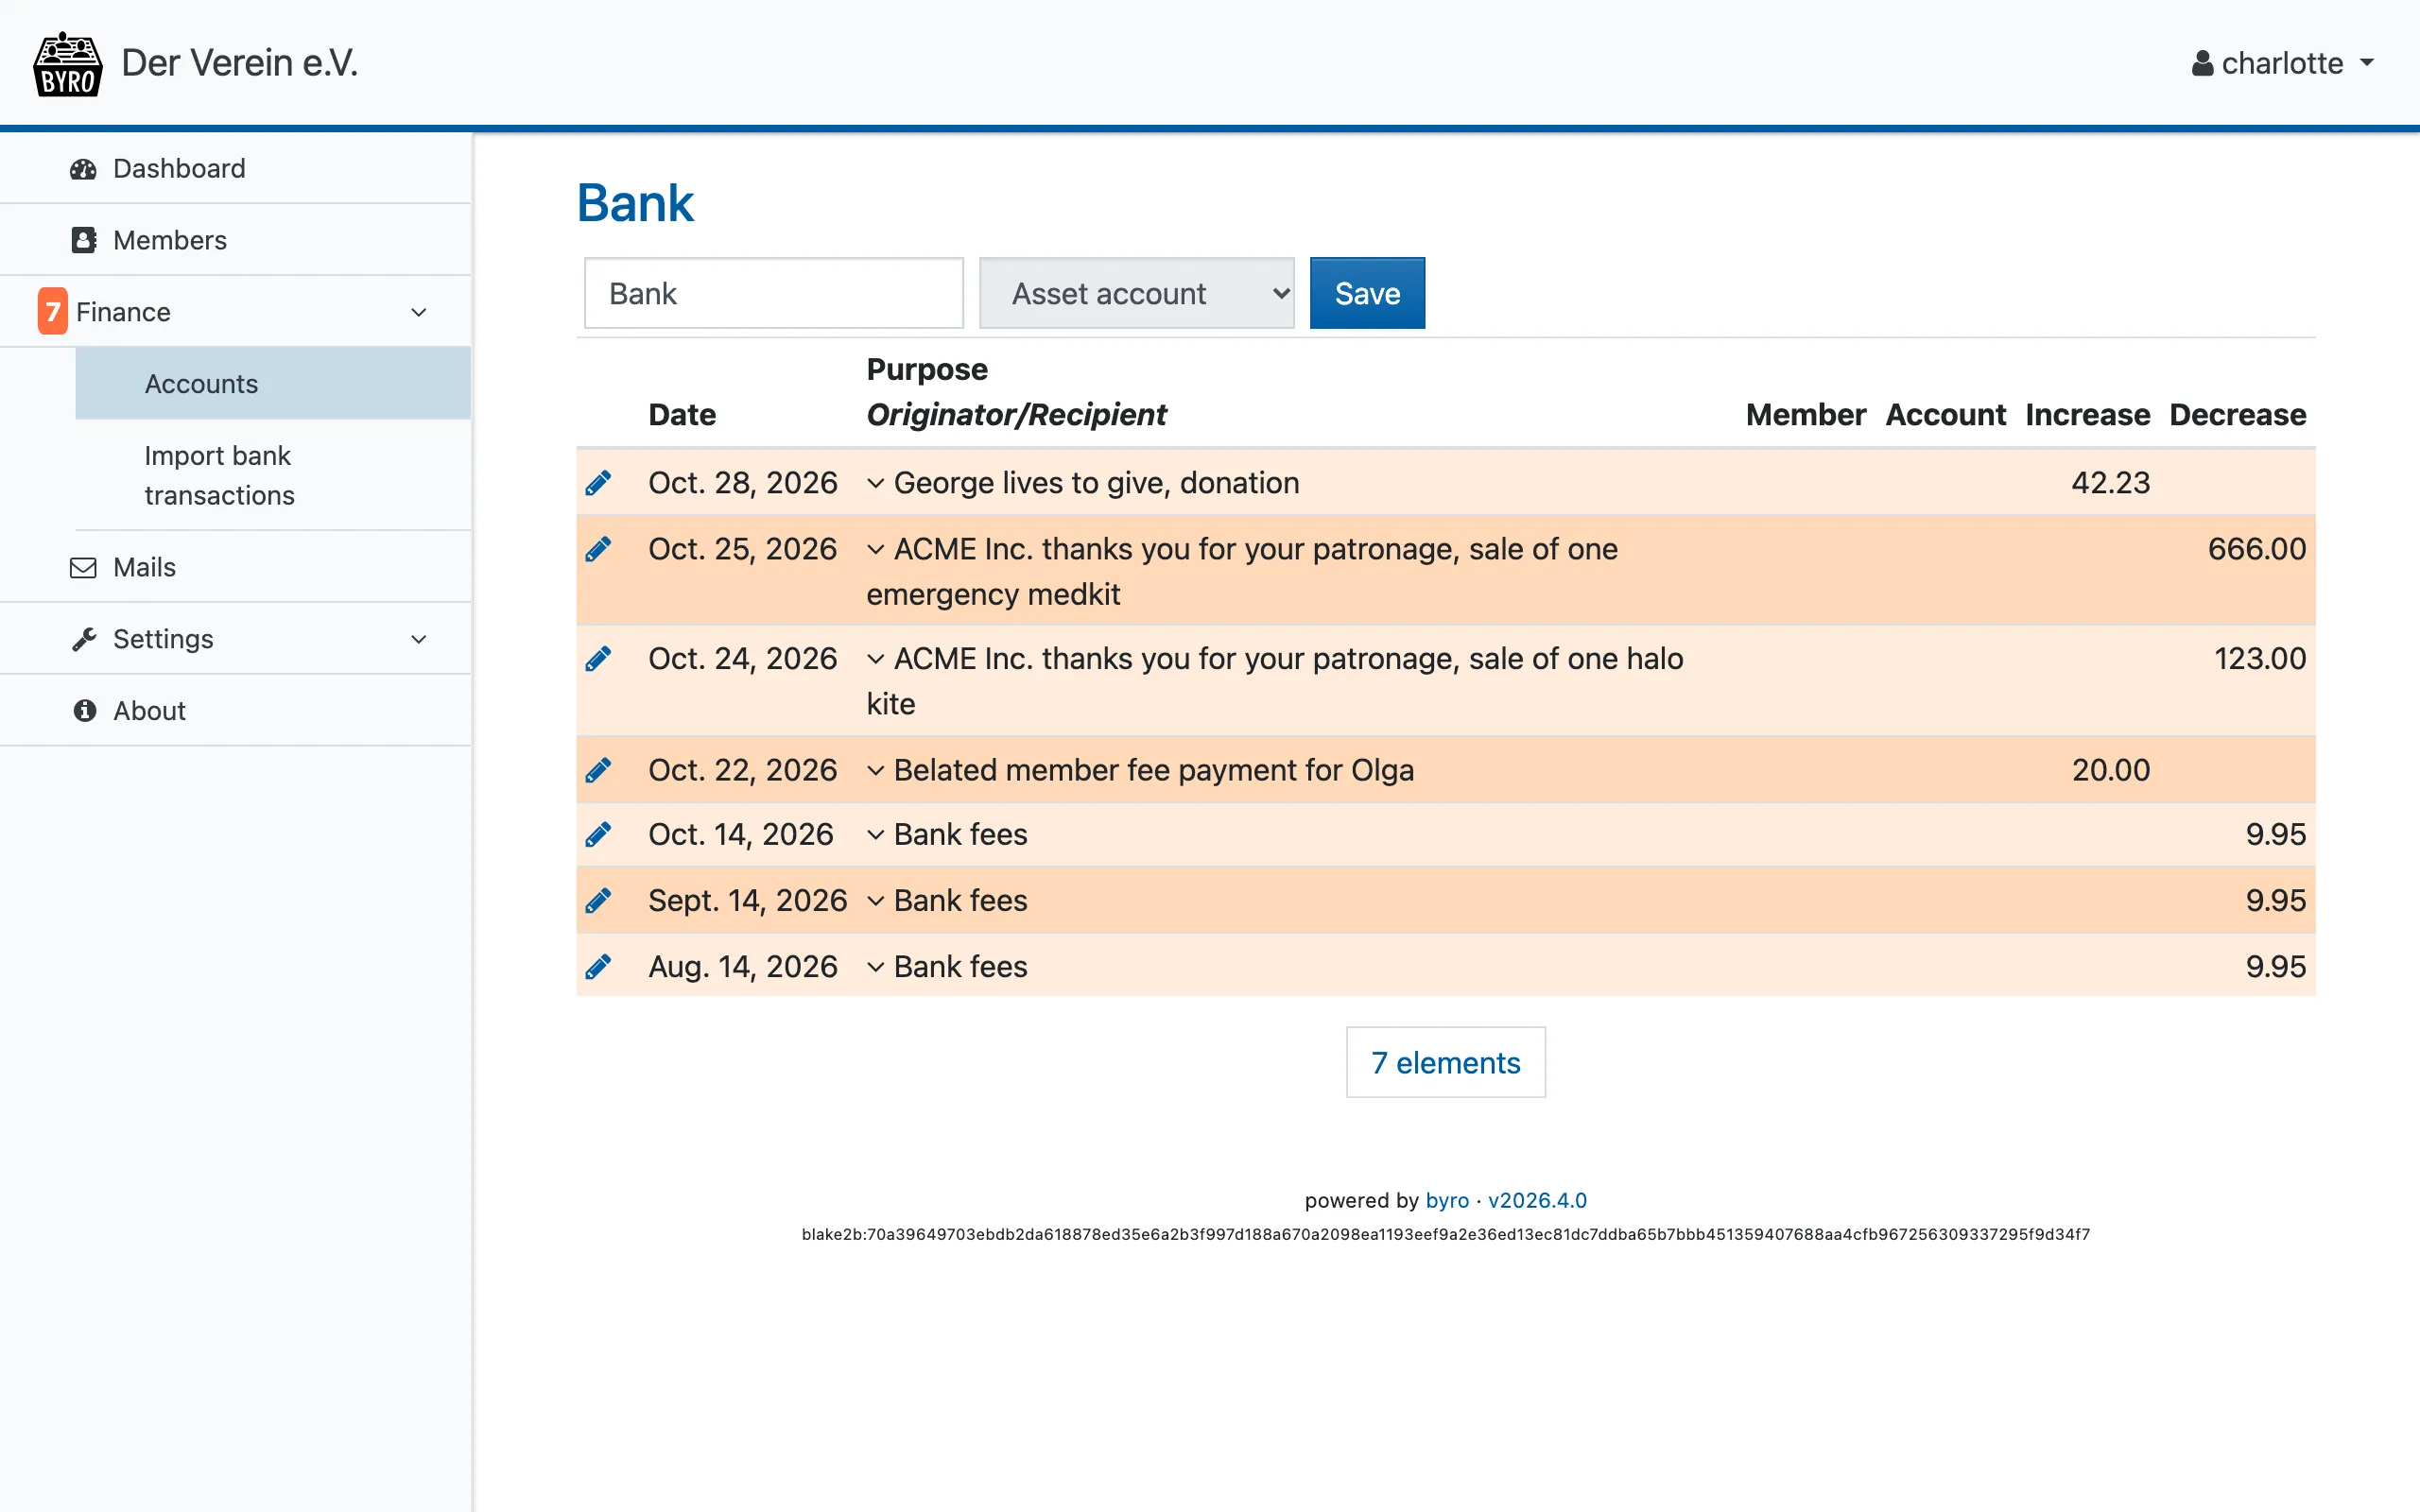 BYRO
Der Verein e.V.
charlotte
Dashboard
Members
7 Finance
Accounts
Import bank
transactions
Mails
Settings
About
Bank
Bank
Asset account
Save
Purpose
Date Originator/Recipient Member Account Increase Decrease
Oct. 28, 2026 George lives to give, donation 42.23
Oct. 25, 2026 ACME Inc. thanks you for your patronage, sale of one 666.00
emergency medkit
Oct. 24, 2026 ACME Inc. thanks you for your patronage, sale of one halo 123.00
kite
Oct. 22, 2026 Belated member fee payment for Olga 20.00
Oct. 14, 2026 Bank fees 9.95
Sept. 14, 2026 Bank fees 9.95
Aug. 14, 2026 Bank fees 9.95
7 elements
powered by byro · v2026.4.0
blake2b:70a39649703ebdb2da618878ed35e6a2b3f997d188a670a2098ea1193eef9a2e36ed13ec81dc7ddba65b7bbb451359407688aa4cfb967256309337295f9d34f7